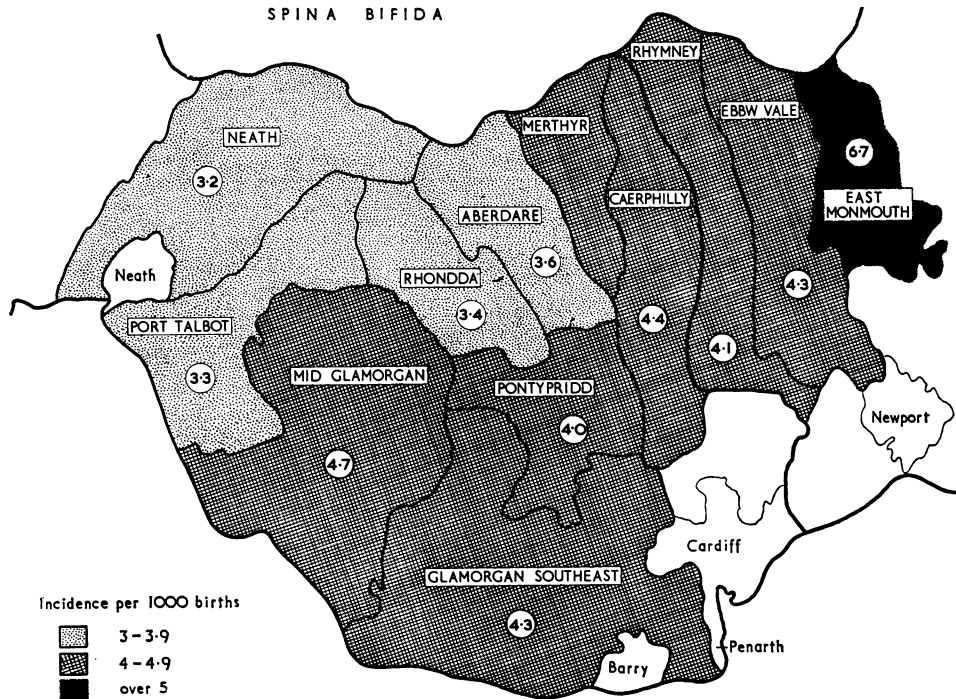 SPINA BIFIDA
RHYMNEY
EBBW VALE
MERTHYR
NEATH
6·7
3·2
CAERPHILLY
EAST
MONMOUTH
ABERDARE
3·6
Neath
RHONDDA
4·3
3·4
4·4
PORT TALBOT
4·1
3·3
MID GLAMORGAN
PONTYPRIDD
Newport
4·0
4·7
Cardiff
GLAMORGAN SOUTHEAST
Incidence per 1000 births
4·3
3-3·9
Penarth
4-4·9
Barry
over 5